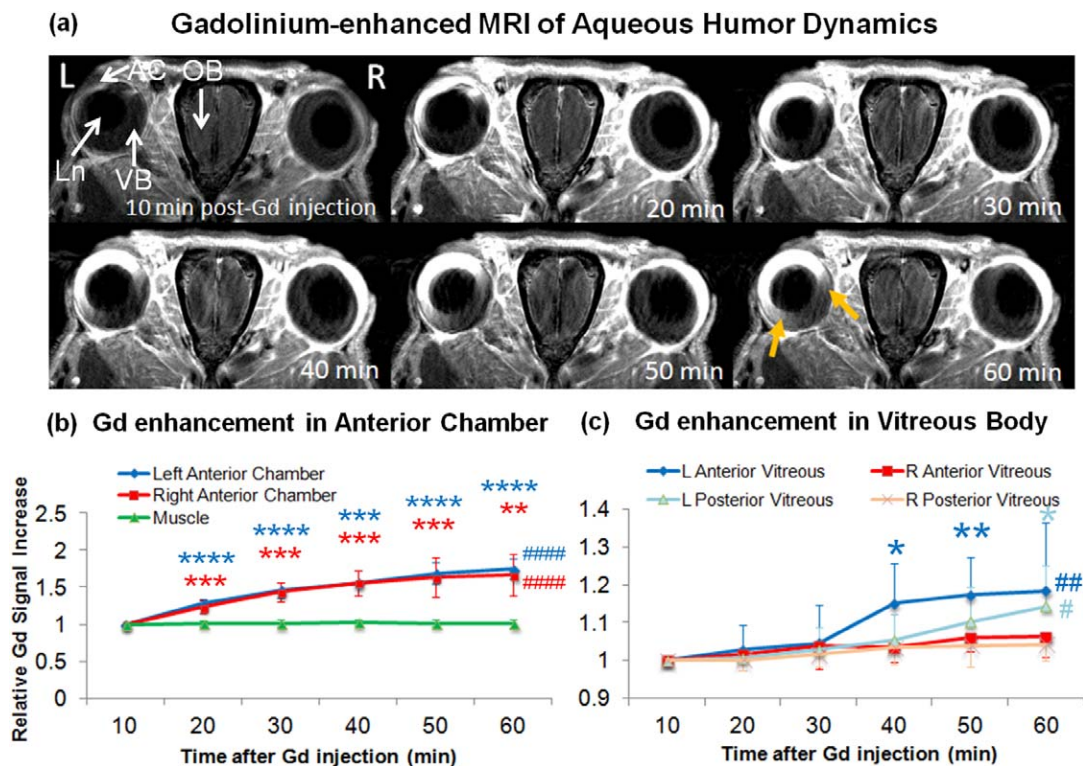 (a) Gadolinium-enhanced MRI of Aqueous Humor Dynamics
L AC OB R
Ln VB
10 min post-Gd injection
20 min
30 min
40 min
50 min
60 min
(b) Gd enhancement in Anterior Chamber
Left Anterior Chamber
Right Anterior Chamber
Muscle
Relative Gd Signal Increase
2.5
2
1.5
1
0.5
0
**** **** *** **** ****
*** *** *** *** **
####
####
10 20 30 40 50 60
Time after Gd injection (min)
(c) Gd enhancement in Vitreous Body
L Anterior Vitreous R Anterior Vitreous
L Posterior Vitreous R Posterior Vitreous
1.4
1.3
1.2
1.1
1
0.9
* ** *
##
#
10 20 30 40 50 60
Time after Gd injection (min)